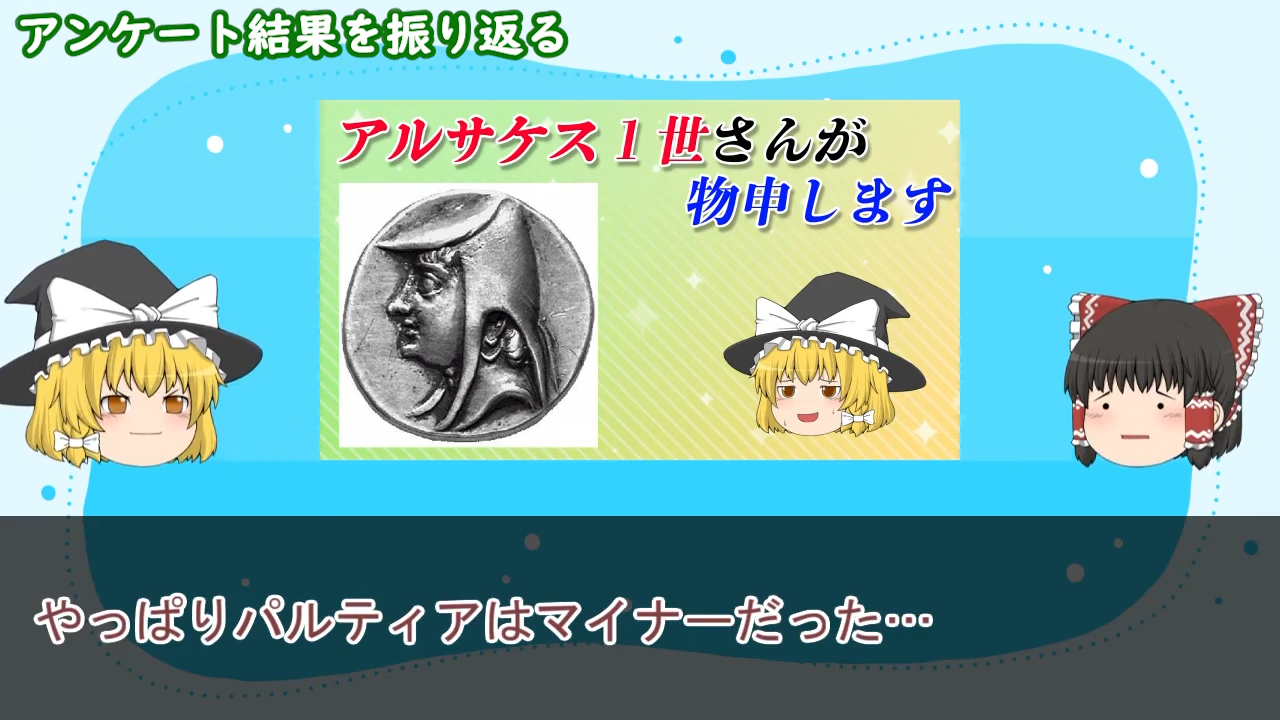 アンケート結果を振り返る
アルサケス１世さんが
物申します
やっぱりパルティアはマイナーだった…